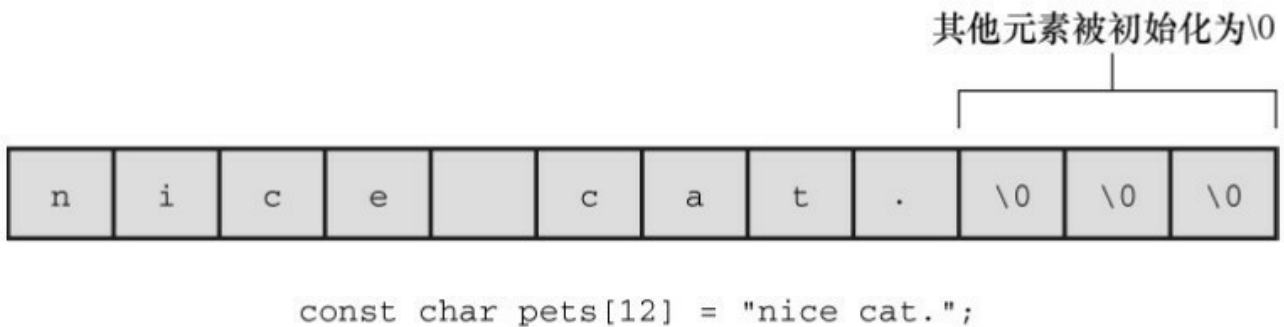 其他元素被初始化为\0
n i c e c a t . \0 \0 \0
const char pets[12] = "nice cat.";